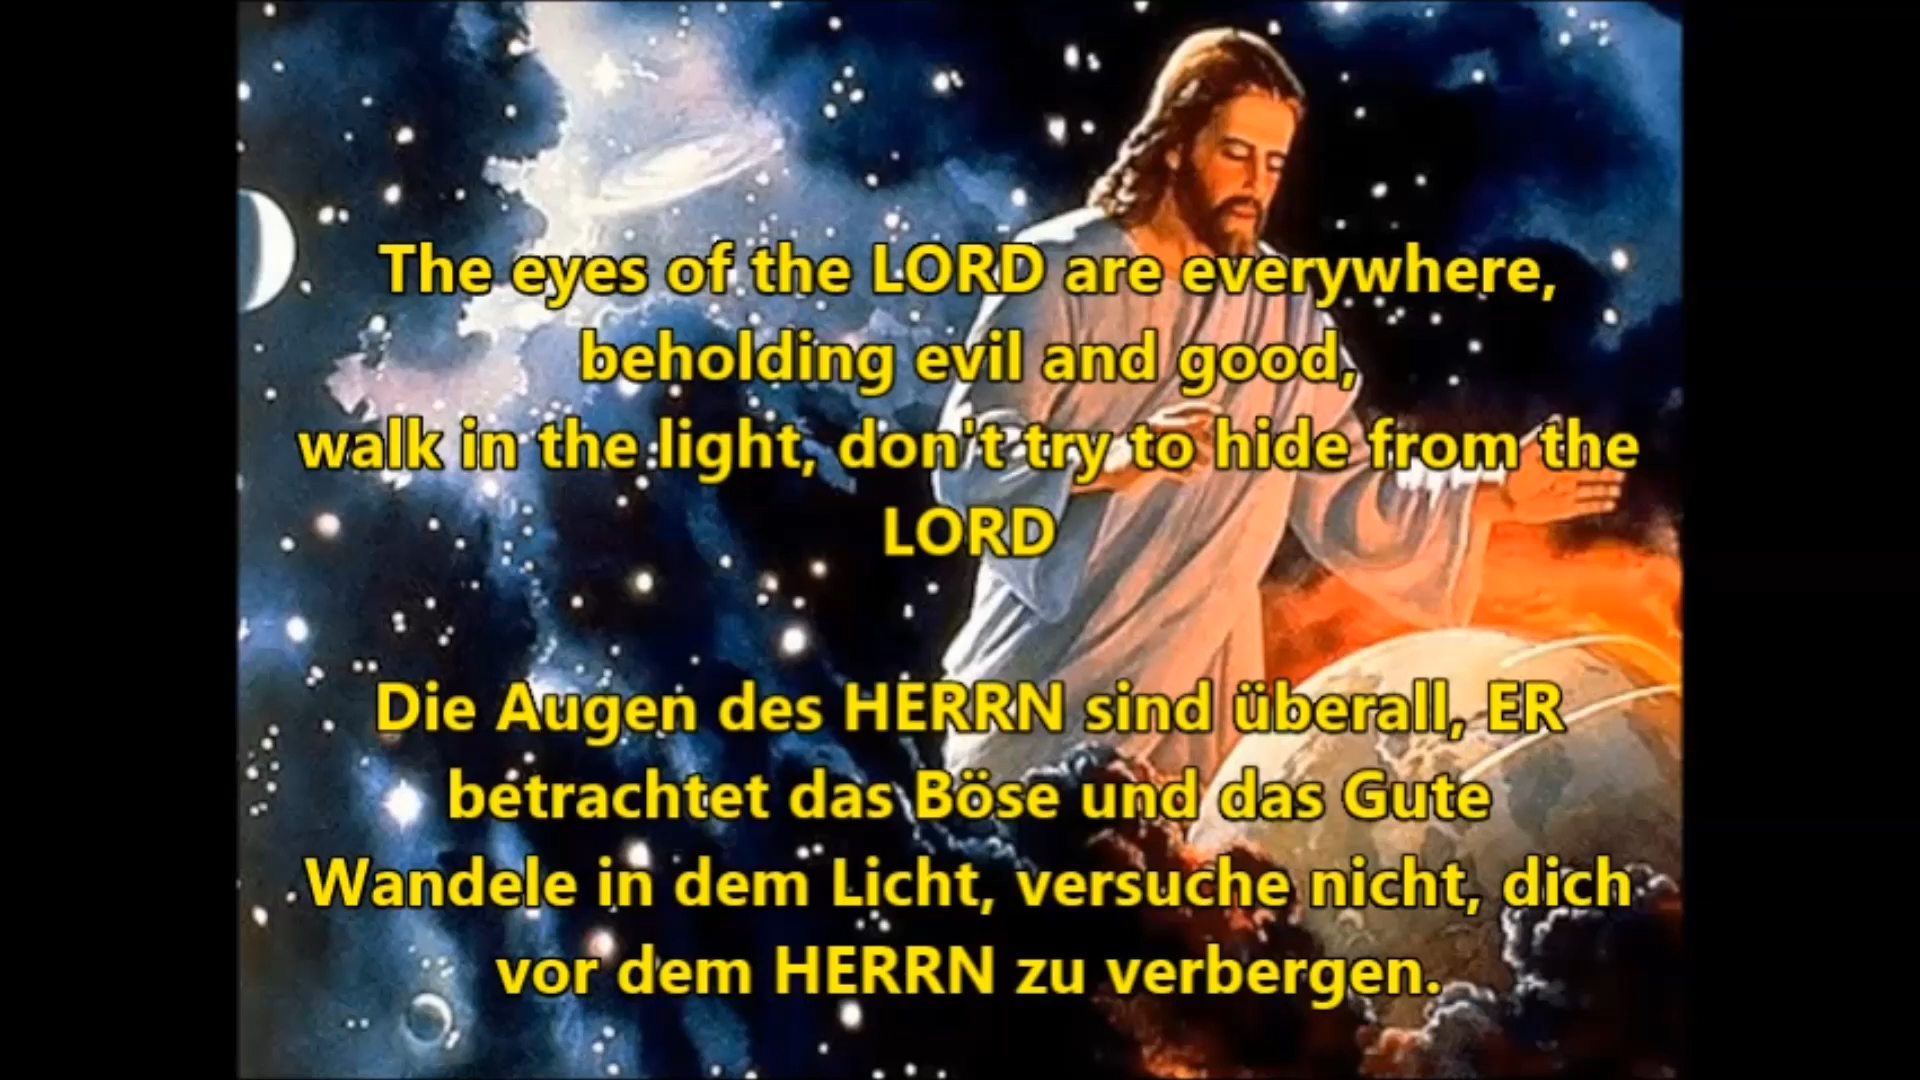 The eyes of the LORD are everywhere,
beholding evil and good,
walk in the light, don't try to hide from the
LORD
Die Augen des HERRN sind überall, ER
betrachtet das Böse und das Gute
Wandele in dem Licht, versuche nicht, dich
vor dem HERRN zu verbergen.